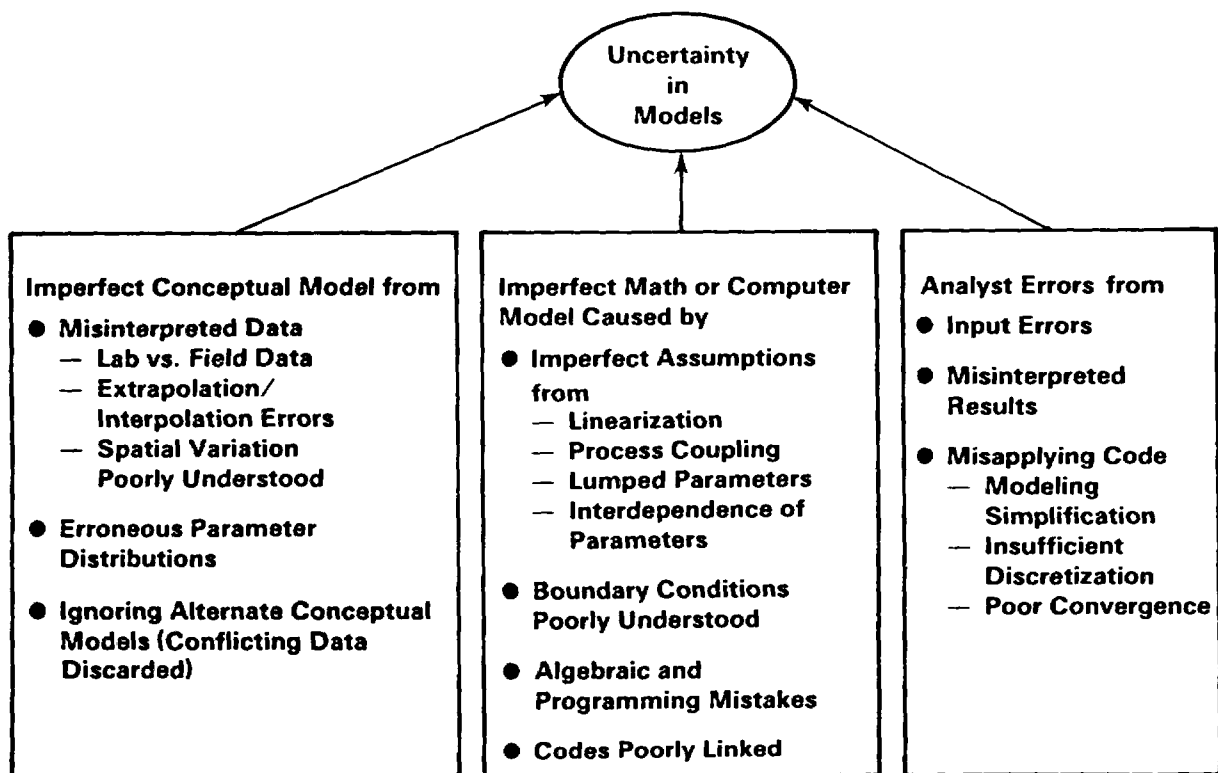 Uncertainty
in
Models
Imperfect Conceptual Model from
● Misinterpreted Data
— Lab vs. Field Data
— Extrapolation/
Interpolation Errors
— Spatial Variation
Poorly Understood
● Erroneous Parameter
Distributions
● Ignoring Alternate Conceptual
Models (Conflicting Data
Discarded)
Imperfect Math or Computer
Model Caused by
● Imperfect Assumptions
from
— Linearization
— Process Coupling
— Lumped Parameters
— Interdependence of
Parameters
● Boundary Conditions
Poorly Understood
● Algebraic and
Programming Mistakes
● Codes Poorly Linked
Analyst Errors from
● Input Errors
● Misinterpreted
Results
● Misapplying Code
— Modeling
Simplification
— Insufficient
Discretization
— Poor Convergence